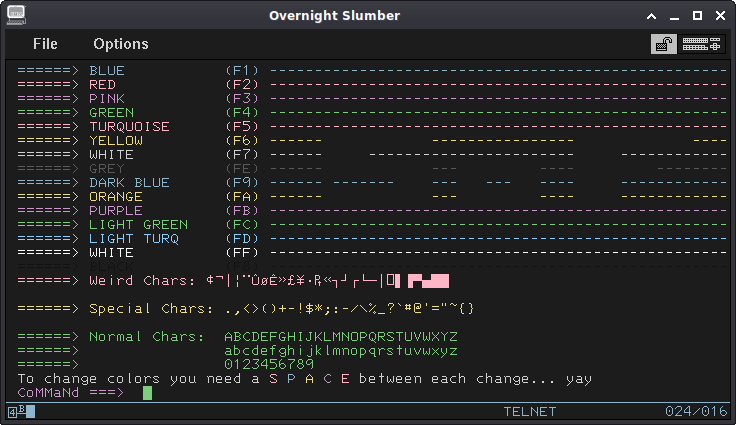 Overnight Slumber
File Options
======> BLUE (F1) ----------------------------------------------------
======> RED (F2) ----------------------------------------------------
======> PINK (F3) ----------------------------------------------------
======> GREEN (F4) ----------------------------------------------------
======> TURQUOISE (F5) ----------------------------------------------------
======> YELLOW (F6) ------ ---------------- ----
======> WHITE (F7) ------ ---------------------- ------------
======> GREY (FE) --- ---
======> DARK BLUE (F9) ------ ------- --- --- ---- ------------
======> ORANGE (FA) ------ --- ------ ------------
======> PURPLE (FB) ----------------------------------------------------
======> LIGHT GREEN (FC) ----------------------------------------------------
======> LIGHT TURQ (FD) ----------------------------------------------------
======> WHITE (FF) ----------------------------------------------------
======> BLACK
======> Weird Chars: ¢¬|¦¨ÛøÊ»£¥·₧«┐┘┌└─│
======> Special Chars: .,<>()+-!$*;:-/\%_?`#@'="~{}
======> Normal Chars: ABCDEFGHIJKLMNOPQRSTUVWXYZ
======> abcdefghijklmnopqrstuvwxyz
======> 0123456789
To change colors you need a S P A C E between each change... yay
CoMMaNd ===>
4 B TELNET 024/016